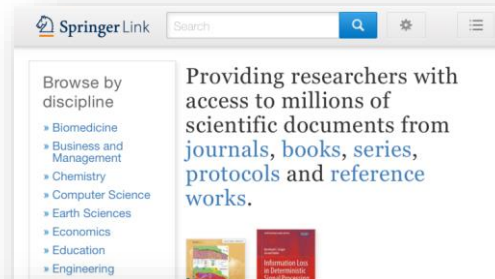 Springer Link
Search
Browse by
discipline
» Biomedicine
» Business and
Management
» Chemistry
» Computer Science
» Earth Sciences
» Economics
» Education
» Engineering
Providing researchers with
access to millions of
scientific documents from
journals, books, series,
protocols and reference
works.
Information Loss
in Deterministic
Signal Processing